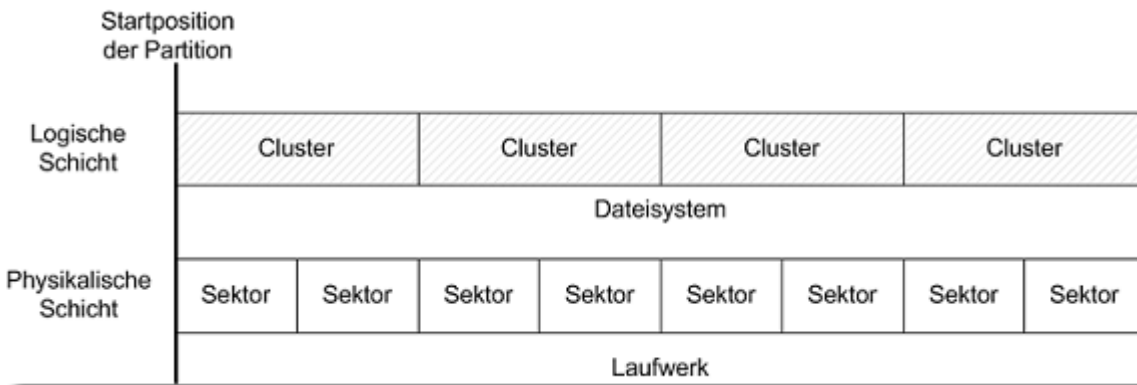 Startposition
der Partition
Logische
Schicht
Cluster Cluster Cluster Cluster
Dateisystem
Physikalische
Schicht
Sektor Sektor Sektor Sektor Sektor Sektor Sektor Sektor
Laufwerk